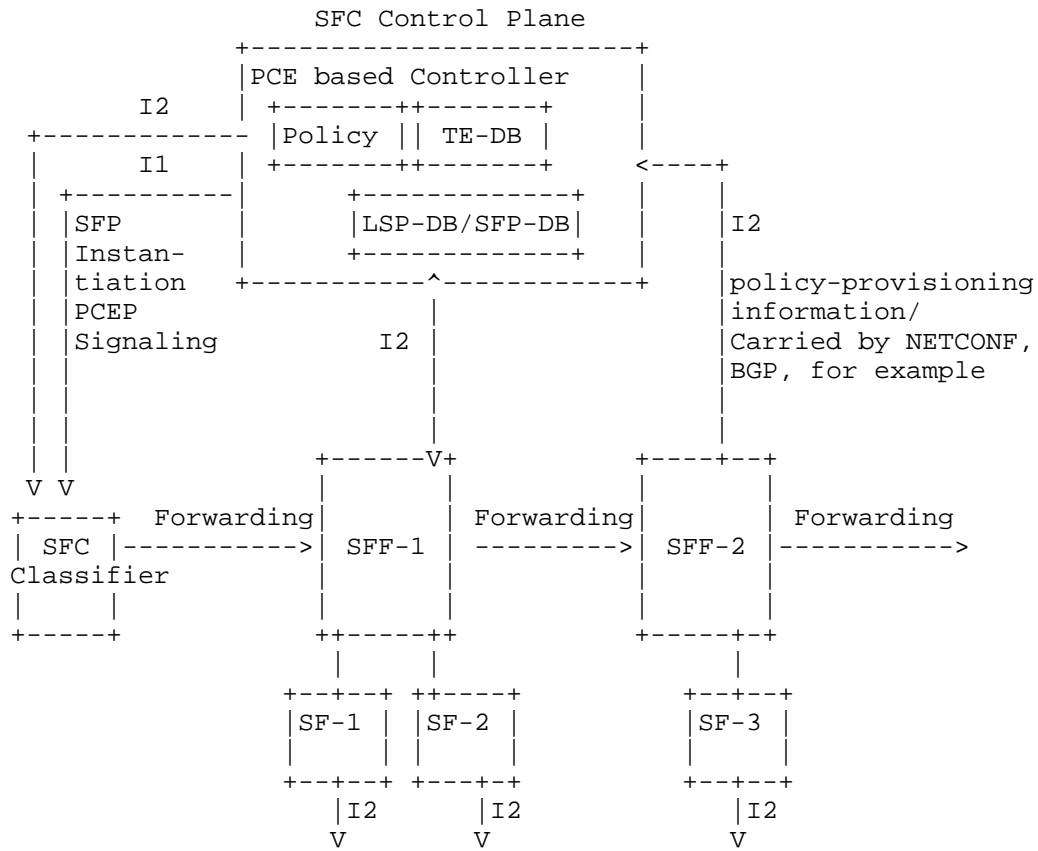 SFC Control Plane
PCE based Controller
I2
Policy TE-DB
I1
SFP LSP-DB/SFP-DB I2
Instan-
tiation policy-provisioning
PCEP information/
Signaling I2 Carried by NETCONF,
BGP, for example
V
V V
Forwarding Forwarding Forwarding
SFC SFF-1 SFF-2
Classifier
SF-1 SF-2 SF-3
I2 I2 I2
V V V